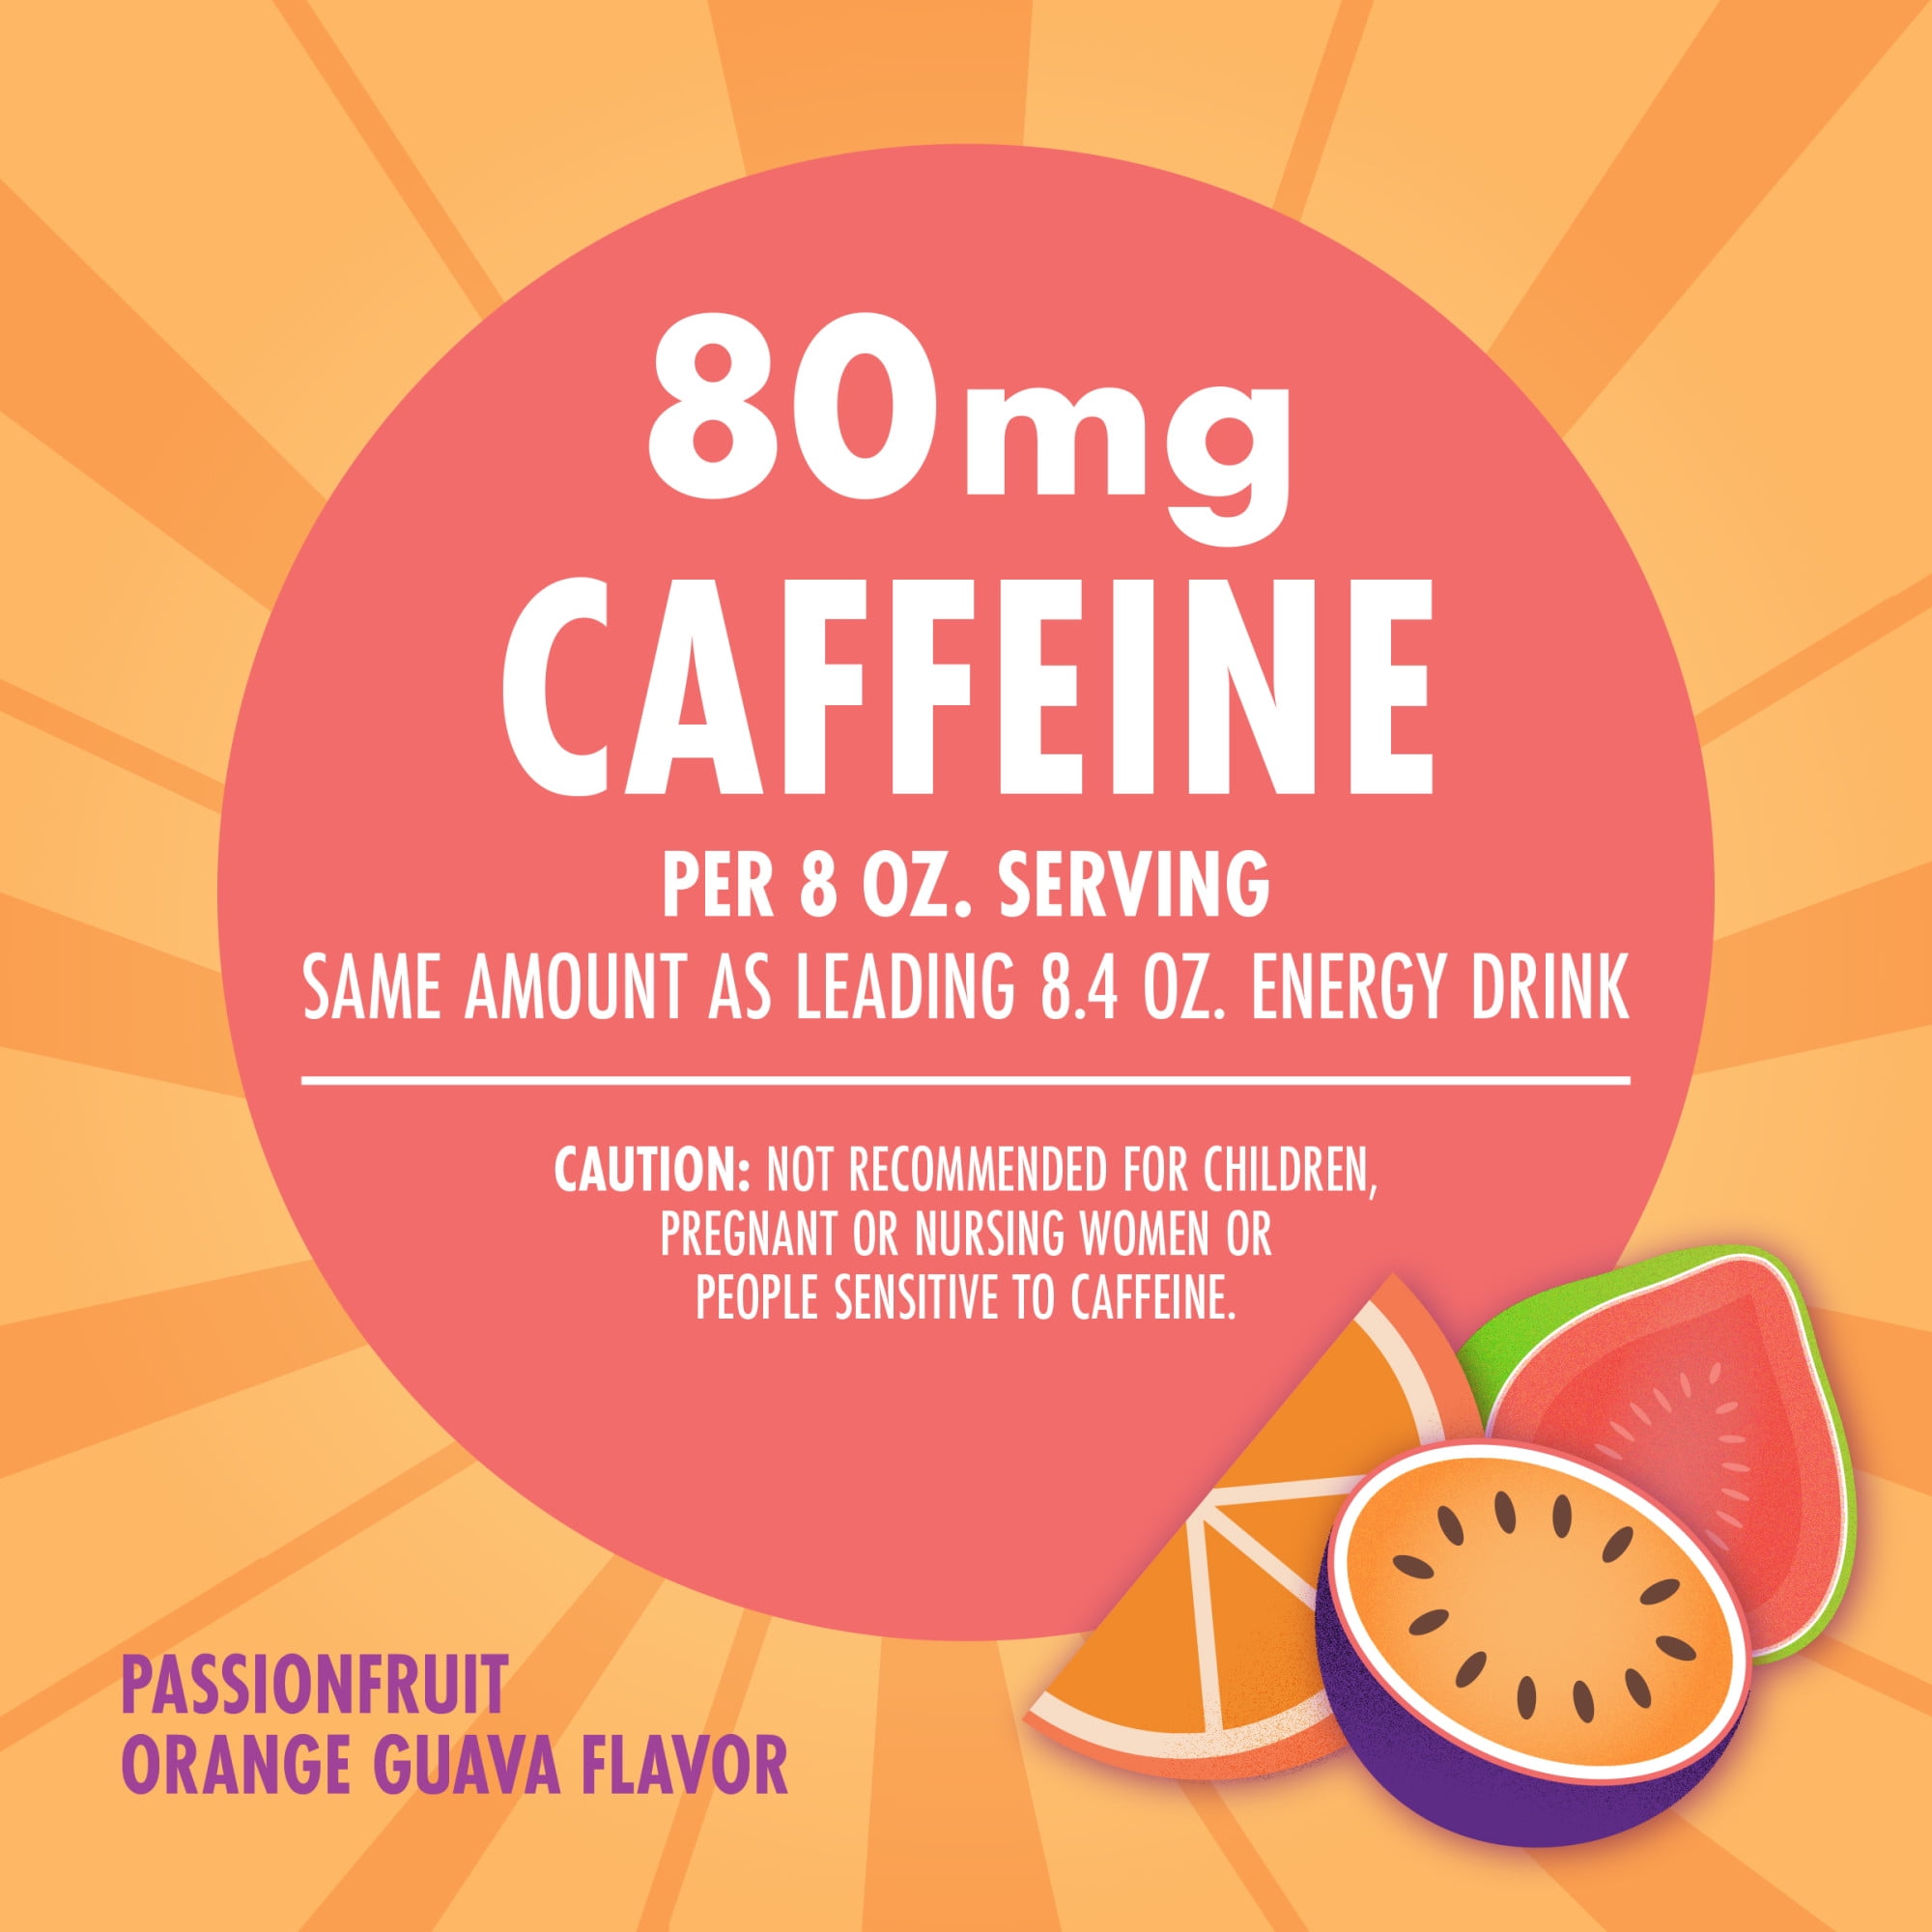 80mg
CAFFEINE
PER 8 OZ. SERVING
SAME AMOUNT AS LEADING 8.4 OZ. ENERGY DRINK
CAUTION: NOT RECOMMENDED FOR CHILDREN,
PREGNANT OR NURSING WOMEN OR
PEOPLE SENSITIVE TO CAFFEINE.
PASSIONFRUIT
ORANGE GUAVA FLAVOR